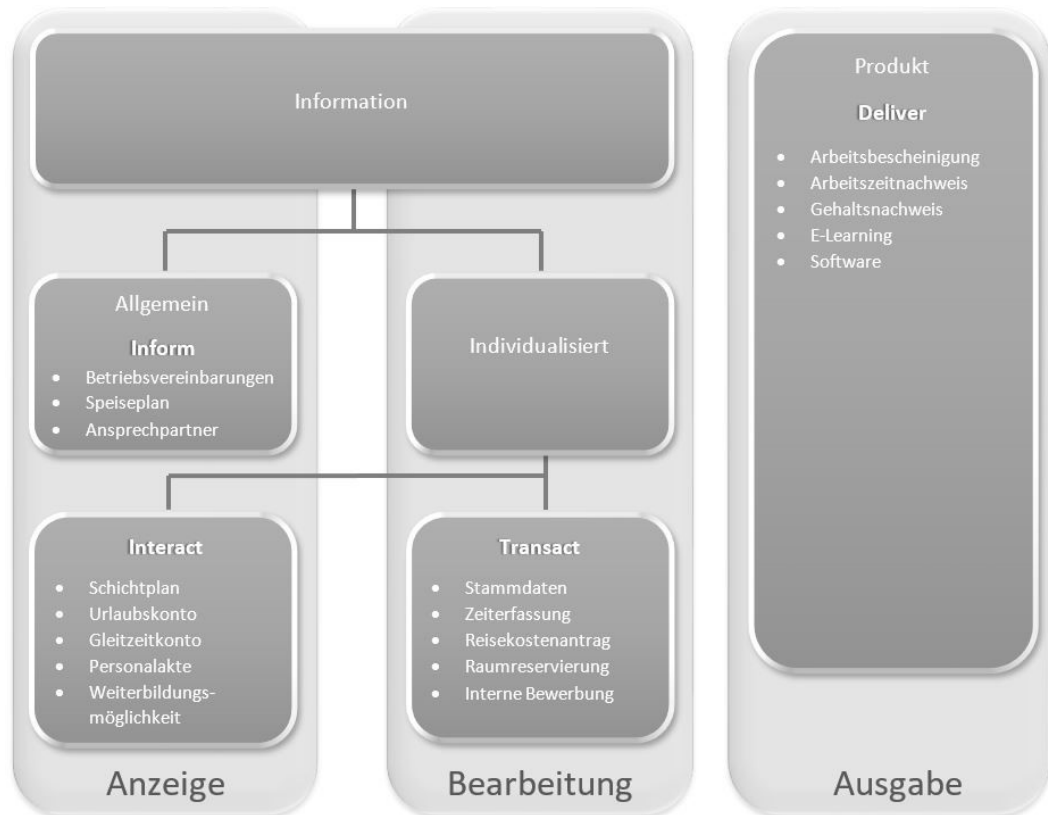 Information
Allgemein
Inform
• Betriebsvereinbarungen
• Speiseplan
• Ansprechpartner
Individualisiert
Interact
• Schichtplan
• Urlaubskonto
• Gleitzeitkonto
• Personalakte
• Weiterbildungs-
möglichkeit
Transact
• Stammdaten
• Zeiterfassung
• Reisekostenantrag
• Raumreservierung
• Interne Bewerbung
Produkt
Deliver
• Arbeitsbescheinigung
• Arbeitszeitnachweis
• Gehaltsnachweis
• E-Learning
• Software
Anzeige
Bearbeitung
Ausgabe